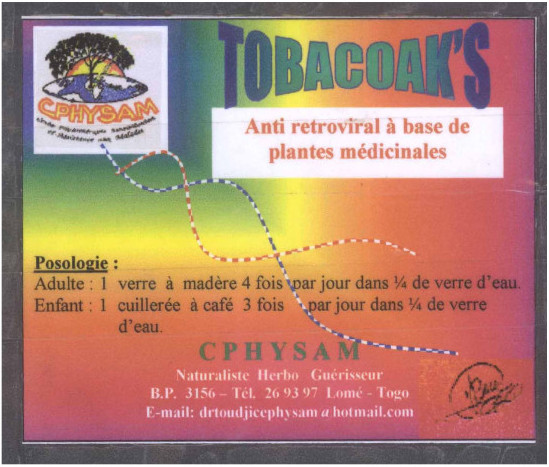 TOBACOAK'S
CPHYSAM
Anti retroviral à base de
plantes médicinales
Posologie :
Adulte : 1 verre à madère 4 fois par jour dans ¼ de verre d'eau.
Enfant : 1 cuillerée à café 3 fois par jour dans ¼ de verre
d'eau.
CPHYSAM
Naturaliste Herbo Guérisseur
B.P. 3156 – Tél. 26 93 97 Lomé - Togo
E-mail: drtoudjicephysam a hotmail.com